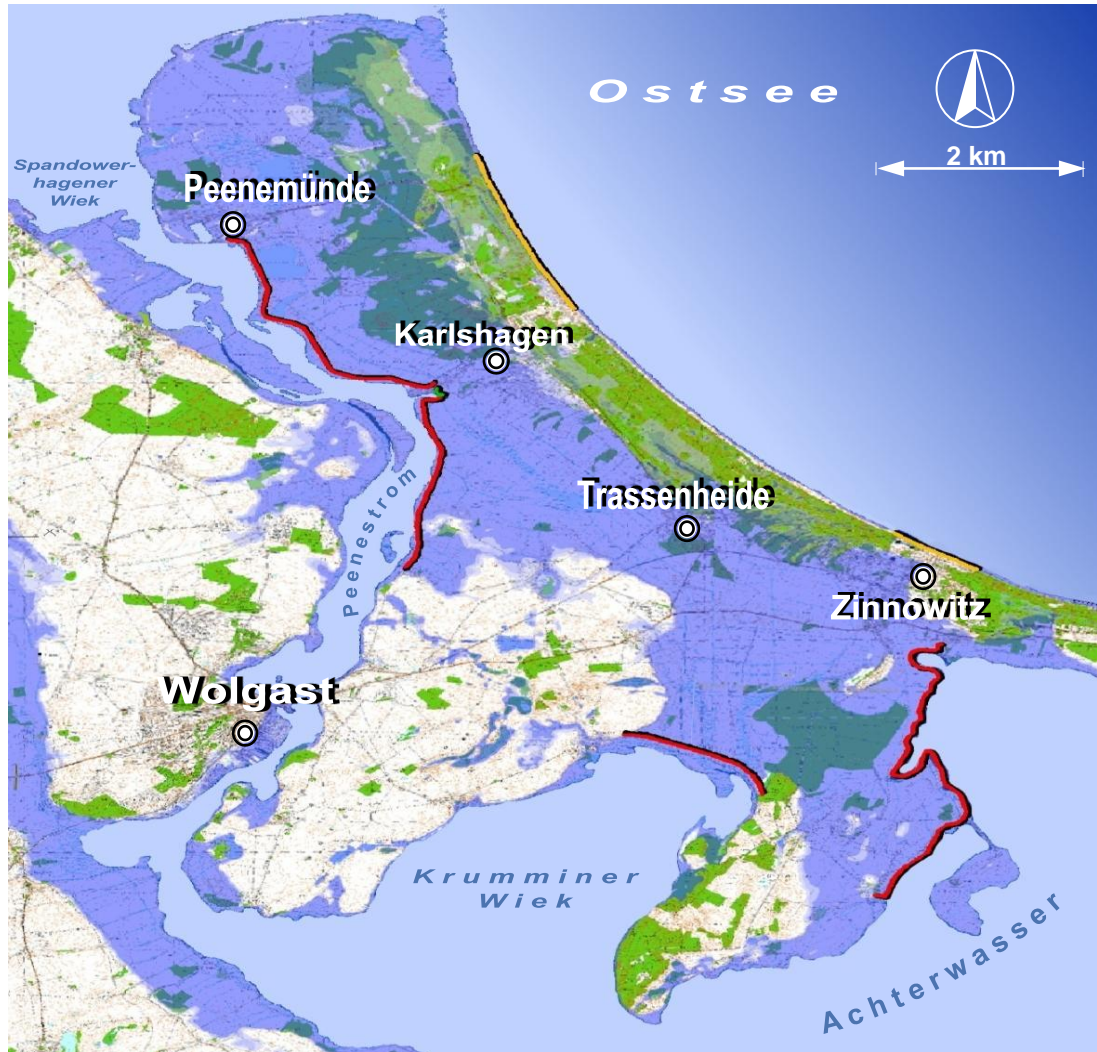 Ostsee
2 km
Spandower-
hagener
Wiek
Peenemünde
Karlshagen
Peenestrom
Trassenheide
Zinnowitz
Wolgast
Krumminer
Wiek
Achterwasser